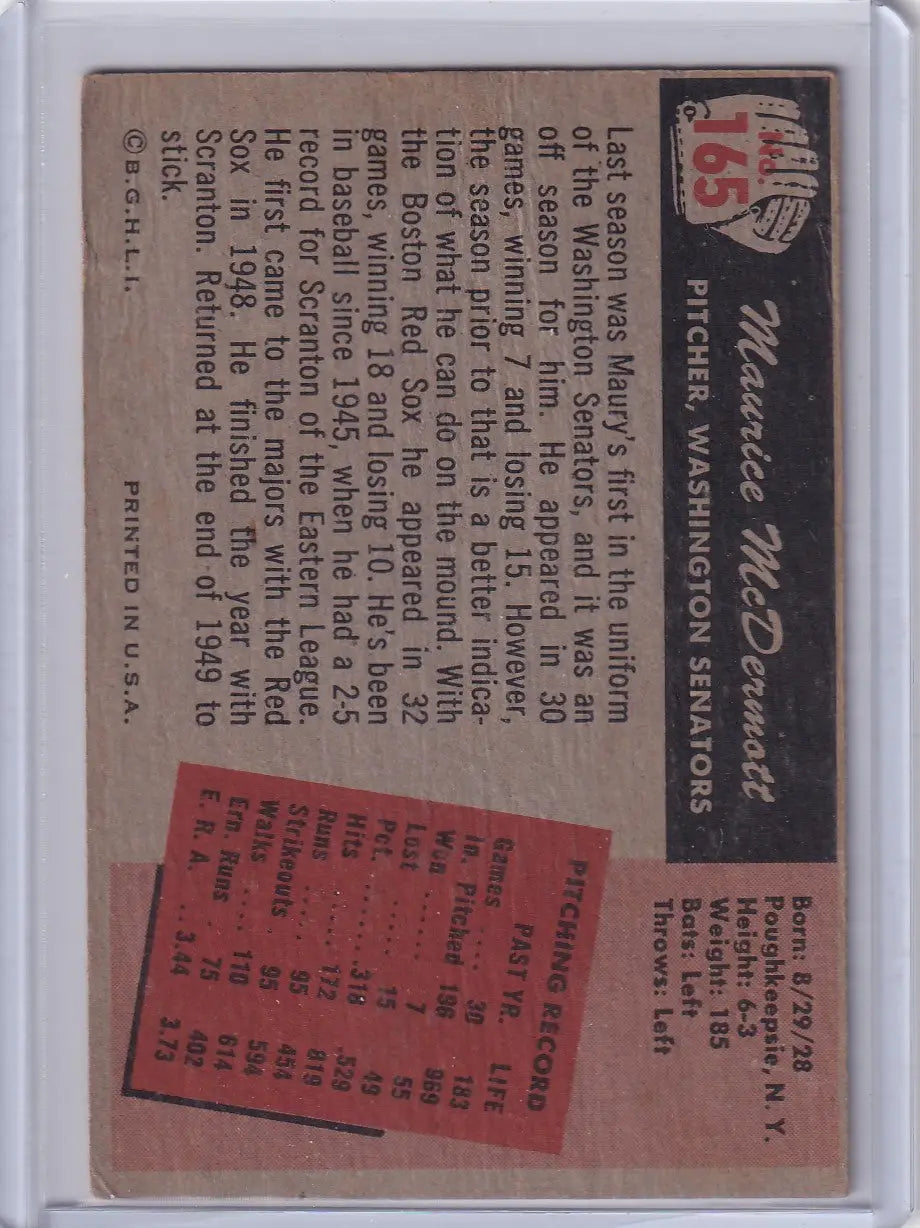 No.
165
Maurice McDermott
PITCHER, WASHINGTON SENATORS
Born: 8/29/28
Poughkeepsie, N. Y.
Height: 6-3
Weight: 185
Bats: Left
Throws: Left
Last season was Maury's first in the uniform
of the Washington Senators, and it was an
off season for him. He appeared in 30
games, winning 7 and losing 15. However,
the season prior to that is a better indica-
tion of what he can do on the mound. With
the Boston Red Sox he appeared in 32
games, winning 18 and losing 10. He's been
in baseball since 1945, when he had a 2-5
record for Scranton of the Eastern League.
He first came to the majors with the Red
Sox in 1948. He finished the year with
Scranton. Returned at the end of 1949 to
stick.
©B.G.H.L.I. PRINTED IN U.S.A.
PITCHING RECORD
PAST YR. LIFE
Games .... 30 183
In. Pitched 196 969
Won ...... 7 55
Lost ..... 15 49
Pct. ...... .318 .529
Hits ..... 172 819
Runs .... 95 454
Strikeouts . 95 594
Walks .... 110 614
Ern. Runs . 75 402
E. R. A. .. 3.44 3.73